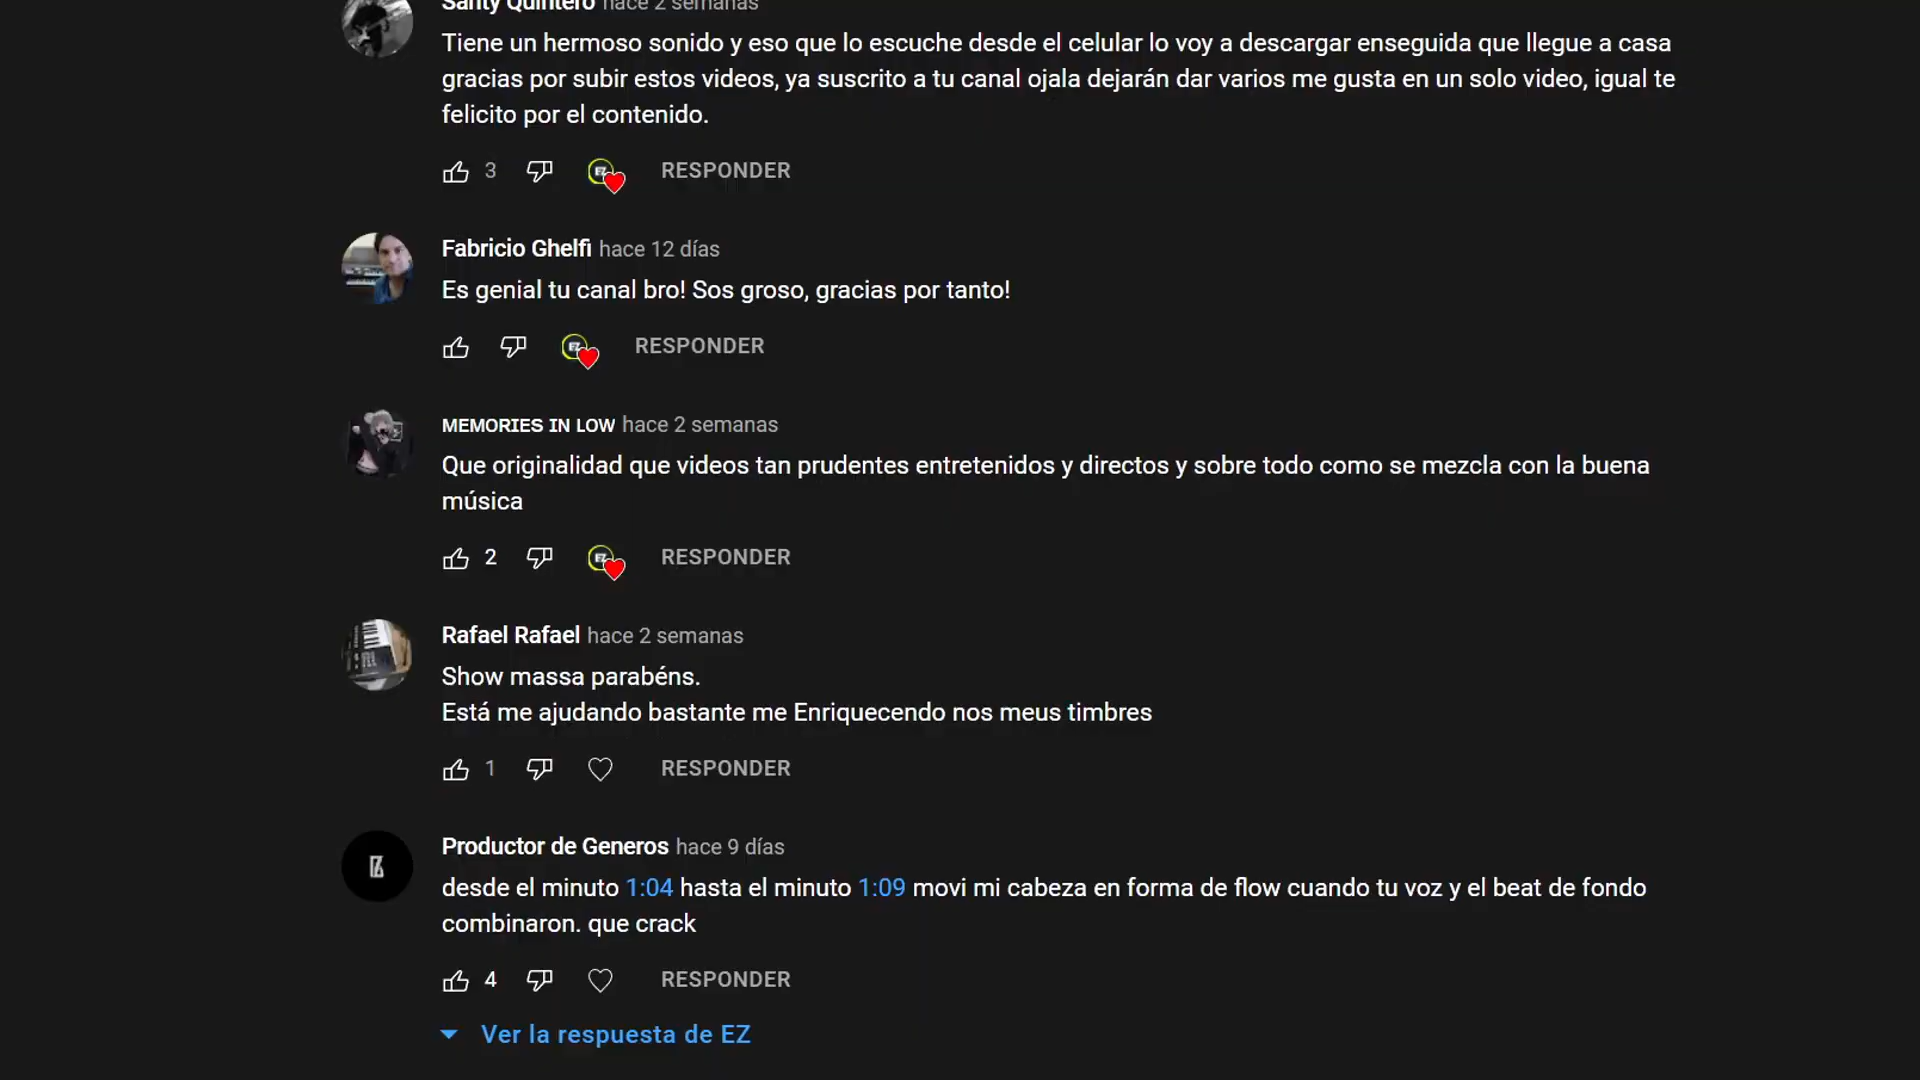 Santy Quintero hace 2 semanas
Tiene un hermoso sonido y eso que lo escuche desde el celular lo voy a descargar enseguida que llegue a casa
gracias por subir estos videos, ya suscrito a tu canal ojala dejarán dar varios me gusta en un solo video, igual te
felicito por el contenido.
3 EZ RESPONDER
Fabricio Ghelfi hace 12 días
Es genial tu canal bro! Sos groso, gracias por tanto!
EZ RESPONDER
MEMORIES IN LOW hace 2 semanas
Que originalidad que videos tan prudentes entretenidos y directos y sobre todo como se mezcla con la buena
música
2 EZ RESPONDER
Rafael Rafael hace 2 semanas
Show massa parabéns.
Está me ajudando bastante me Enriquecendo nos meus timbres
1 RESPONDER
Productor de Generos hace 9 días
desde el minuto 1:04 hasta el minuto 1:09 movi mi cabeza en forma de flow cuando tu voz y el beat de fondo
combinaron. que crack
4 RESPONDER
Ver la respuesta de EZ